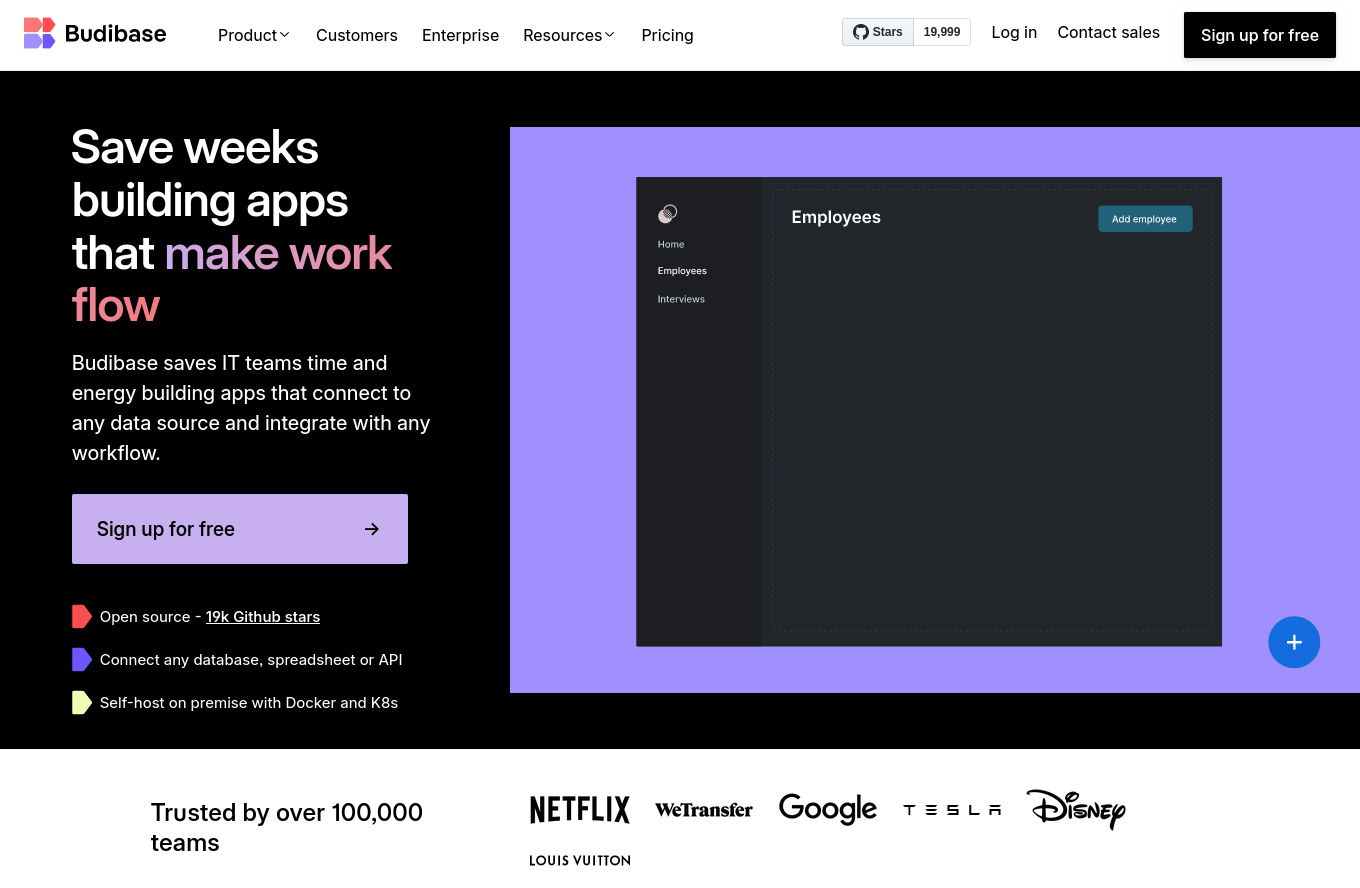 Budibase
Product
Customers
Enterprise
Resources
Pricing
Stars
19,999
Log in
Contact sales
Sign up for free
Save weeks
building apps
that make work
flow
Budibase saves IT teams time and
energy building apps that connect to
any data source and integrate with any
workflow.
Sign up for free
Open source - 19k Github stars
Connect any database, spreadsheet or API
Self-host on premise with Docker and K8s
Home
Employees
Interviews
Employees
Add employee
Trusted by over 100,000
teams
NETFLIX
WeTransfer
Google
TESLA
Disney
LOUIS VUITTON